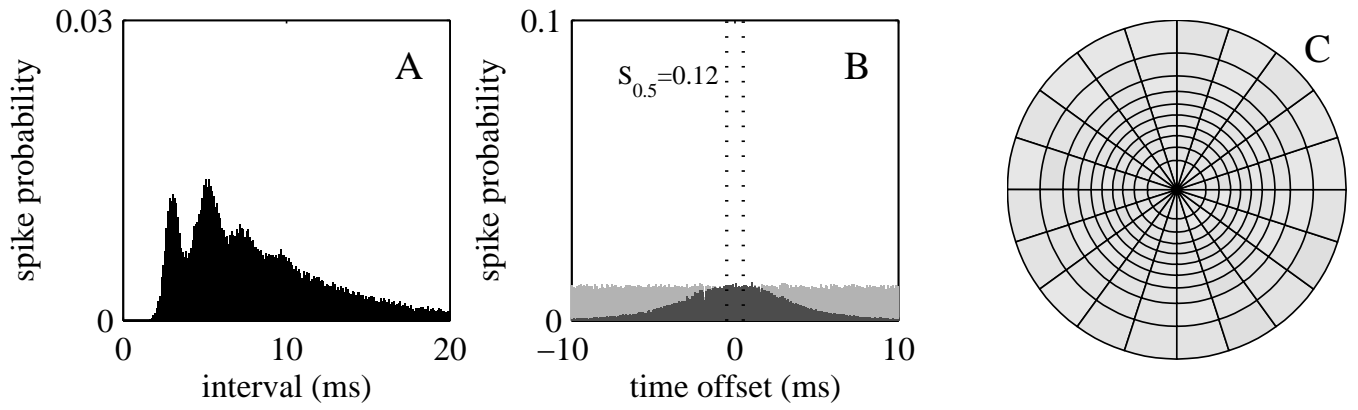 0.03
spike probability
A
0
0
10
20
interval (ms)
0.1
spike probability
B
S0.5=0.12
0
−10
0
10
time offset (ms)
C